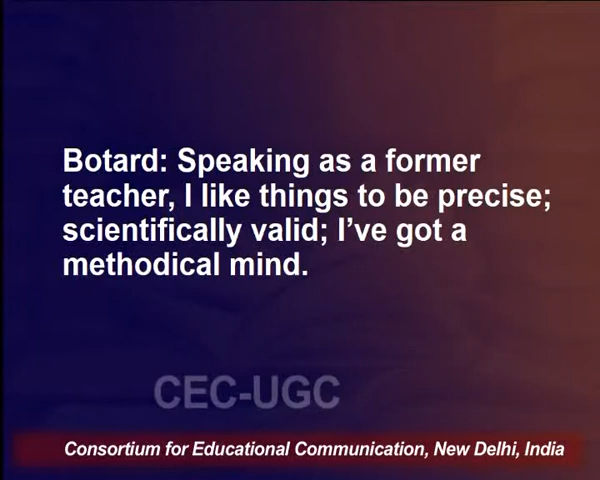 Botard: Speaking as a former
teacher, I like things to be precise;
scientifically valid; I’ve got a
methodical mind.
CEC-UGC
Consortium for Educational Communication, New Delhi, India